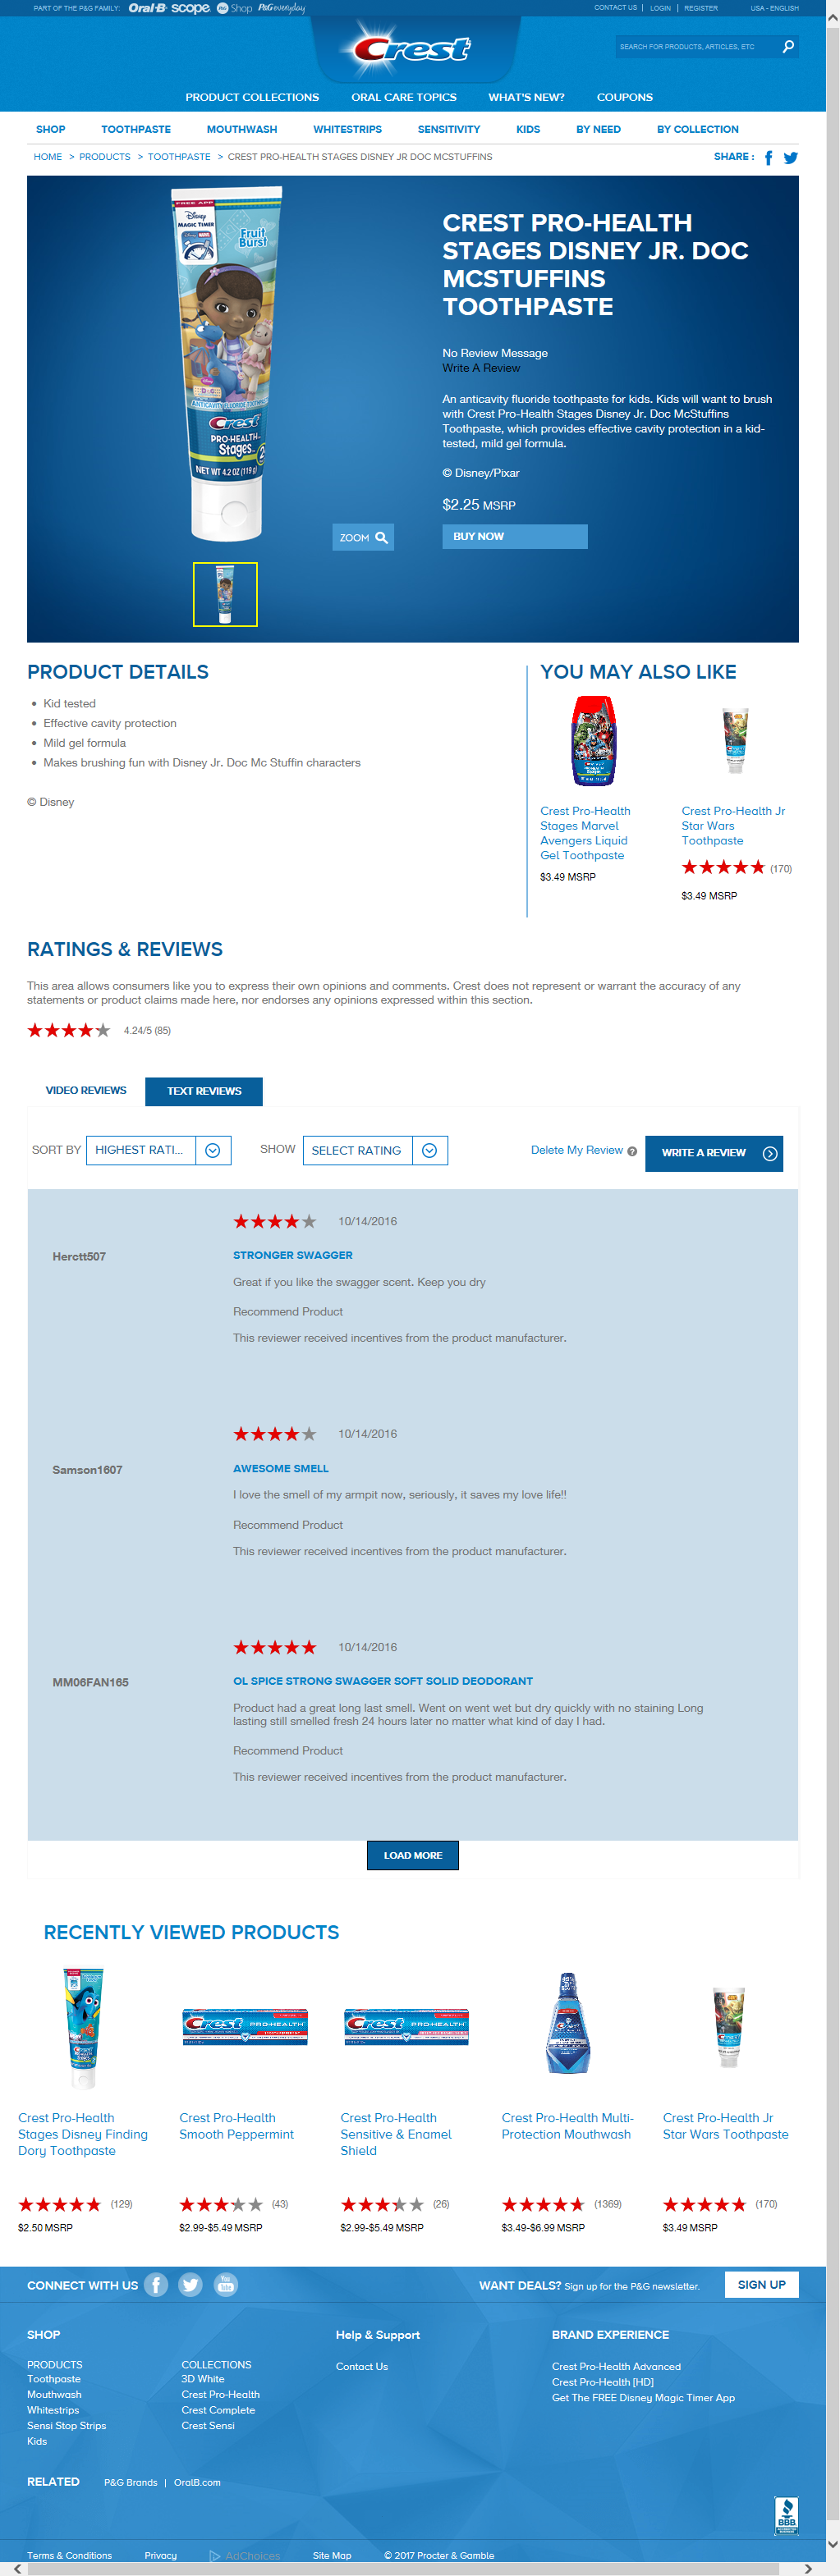 PART OF THE P&G FAMILY: Oral-B scope P&G Shop P&G everyday
CONTACT US | LOGIN | REGISTER USA - ENGLISH
Crest
SEARCH FOR PRODUCTS, ARTICLES, ETC
PRODUCT COLLECTIONS ORAL CARE TOPICS WHAT'S NEW? COUPONS
SHOP TOOTHPASTE MOUTHWASH WHITESTRIPS SENSITIVITY KIDS BY NEED BY COLLECTION
HOME > PRODUCTS > TOOTHPASTE > CREST PRO-HEALTH STAGES DISNEY JR DOC MCSTUFFINS
SHARE :
FREE APP
Disney
MAGIC TIMER
Fruit
Burst
ANTICAVITY FLUORIDE TOOTHPASTE
Crest
PRO-HEALTH
Stages
2
NET WT 4.2 OZ (119 g)
ZOOM
CREST PRO-HEALTH
STAGES DISNEY JR. DOC
MCSTUFFINS
TOOTHPASTE
No Review Message
Write A Review
An anticavity fluoride toothpaste for kids. Kids will want to brush
with Crest Pro-Health Stages Disney Jr. Doc McStuffins
Toothpaste, which provides effective cavity protection in a kid-
tested, mild gel formula.
© Disney/Pixar
$2.25 MSRP
BUY NOW
PRODUCT DETAILS
• Kid tested
• Effective cavity protection
• Mild gel formula
• Makes brushing fun with Disney Jr. Doc Mc Stuffin characters
© Disney
YOU MAY ALSO LIKE
Crest Pro-Health
Stages Marvel
Avengers Liquid
Gel Toothpaste
$3.49 MSRP
Crest Pro-Health Jr
Star Wars
Toothpaste
(170)
$3.49 MSRP
RATINGS & REVIEWS
This area allows consumers like you to express their own opinions and comments. Crest does not represent or warrant the accuracy of any
statements or product claims made here, nor endorses any opinions expressed within this section.
4.24/5 (85)
VIDEO REVIEWS TEXT REVIEWS
SORT BY HIGHEST RATI... SHOW SELECT RATING Delete My Review ? WRITE A REVIEW
10/14/2016
Herctt507
STRONGER SWAGGER
Great if you like the swagger scent. Keep you dry
Recommend Product
This reviewer received incentives from the product manufacturer.
10/14/2016
Samson1607
AWESOME SMELL
I love the smell of my armpit now, seriously, it saves my love life!!
Recommend Product
This reviewer received incentives from the product manufacturer.
10/14/2016
MM06FAN165
OL SPICE STRONG SWAGGER SOFT SOLID DEODORANT
Product had a great long last smell. Went on went wet but dry quickly with no staining Long
lasting still smelled fresh 24 hours later no matter what kind of day I had.
Recommend Product
This reviewer received incentives from the product manufacturer.
LOAD MORE
RECENTLY VIEWED PRODUCTS
Crest PRO-HEALTH
Crest PRO-HEALTH
Crest Pro-Health
Stages Disney Finding
Dory Toothpaste
(129)
$2.50 MSRP
Crest Pro-Health
Smooth Peppermint
(43)
$2.99-$5.49 MSRP
Crest Pro-Health
Sensitive & Enamel
Shield
(26)
$2.99-$5.49 MSRP
Crest Pro-Health Multi-
Protection Mouthwash
(1369)
$3.49-$6.99 MSRP
Crest Pro-Health Jr
Star Wars Toothpaste
(170)
$3.49 MSRP
CONNECT WITH US You Tube
WANT DEALS? Sign up for the P&G newsletter. SIGN UP
SHOP
PRODUCTS
Toothpaste
Mouthwash
Whitestrips
Sensi Stop Strips
Kids
COLLECTIONS
3D White
Crest Pro-Health
Crest Complete
Crest Sensi
Help & Support
Contact Us
BRAND EXPERIENCE
Crest Pro-Health Advanced
Crest Pro-Health [HD]
Get The FREE Disney Magic Timer App
RELATED P&G Brands | OralB.com
BBB
Terms & Conditions Privacy AdChoices Site Map © 2017 Procter & Gamble